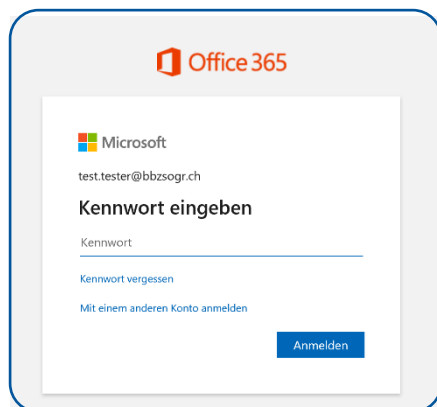 Office 365
Microsoft
test.tester@bbzsogr.ch
Kennwort eingeben
Kennwort
Kennwort vergessen
Mit einem anderen Konto anmelden
Anmelden